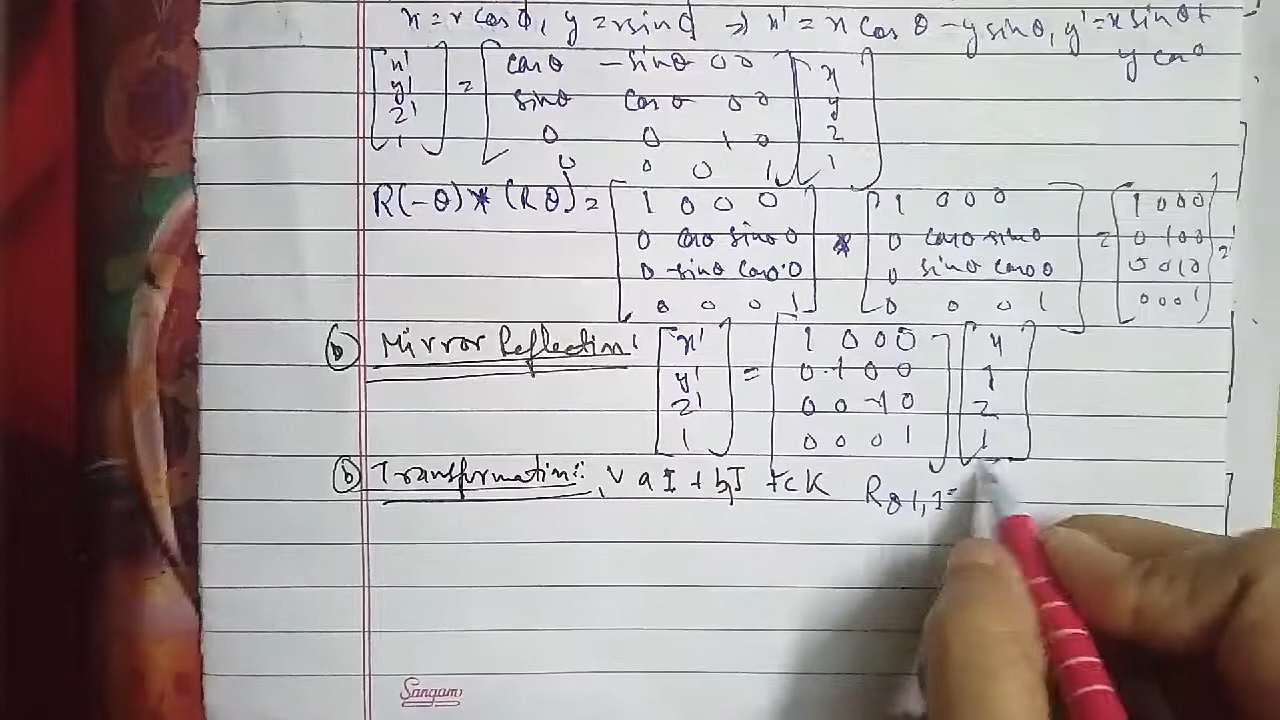 x = r cos ϕ, y = r sin ϕ → x' = x cos θ - y sin θ, y' = x sin θ +
y cos θ
[x' y' z' 1] = [cos θ - sin θ 0 0
sin θ cos θ 0 0
0 0 1 0
0 0 0 1] [x y z 1]
R(-θ) * (Rθ) = [1 0 0 0 * [1 0 0 0 = [1 0 0 0
0 cos sin θ 0 0 cos sin θ 0 1 0 0
0 -sin θ cos θ 0 0 sin θ cos θ 0 0 0 1 0
0 0 0 1] 0 0 0 1] 0 0 0 1]
(b) Mirror Reflection: [x' y' z' 1] = [1 0 0 0
0 -1 0 0
0 0 -1 0
0 0 0 1] [x y z 1]
(6) Transformation:. V aI + bJ + cK R
Sangam